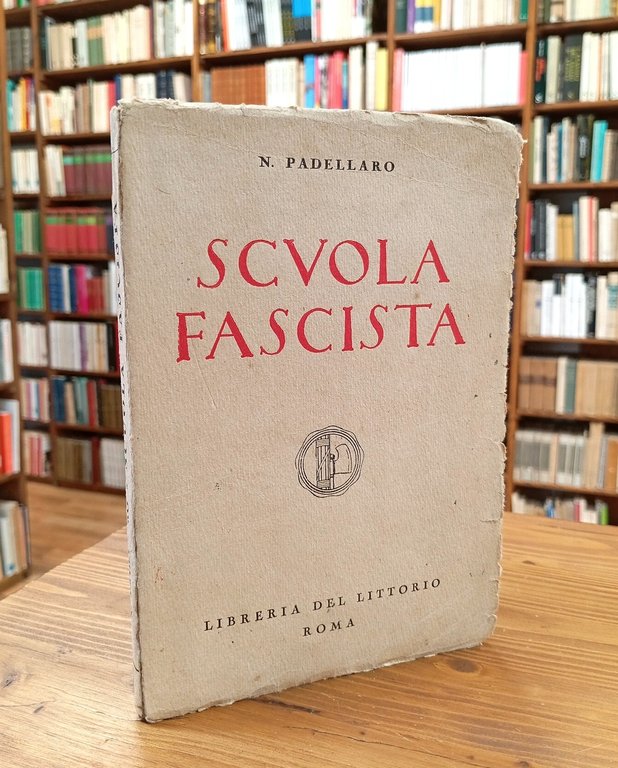 N. PADELLARO
SCVOLA
FASCISTA
LIBRERIA DEL LITTORIO
ROMA